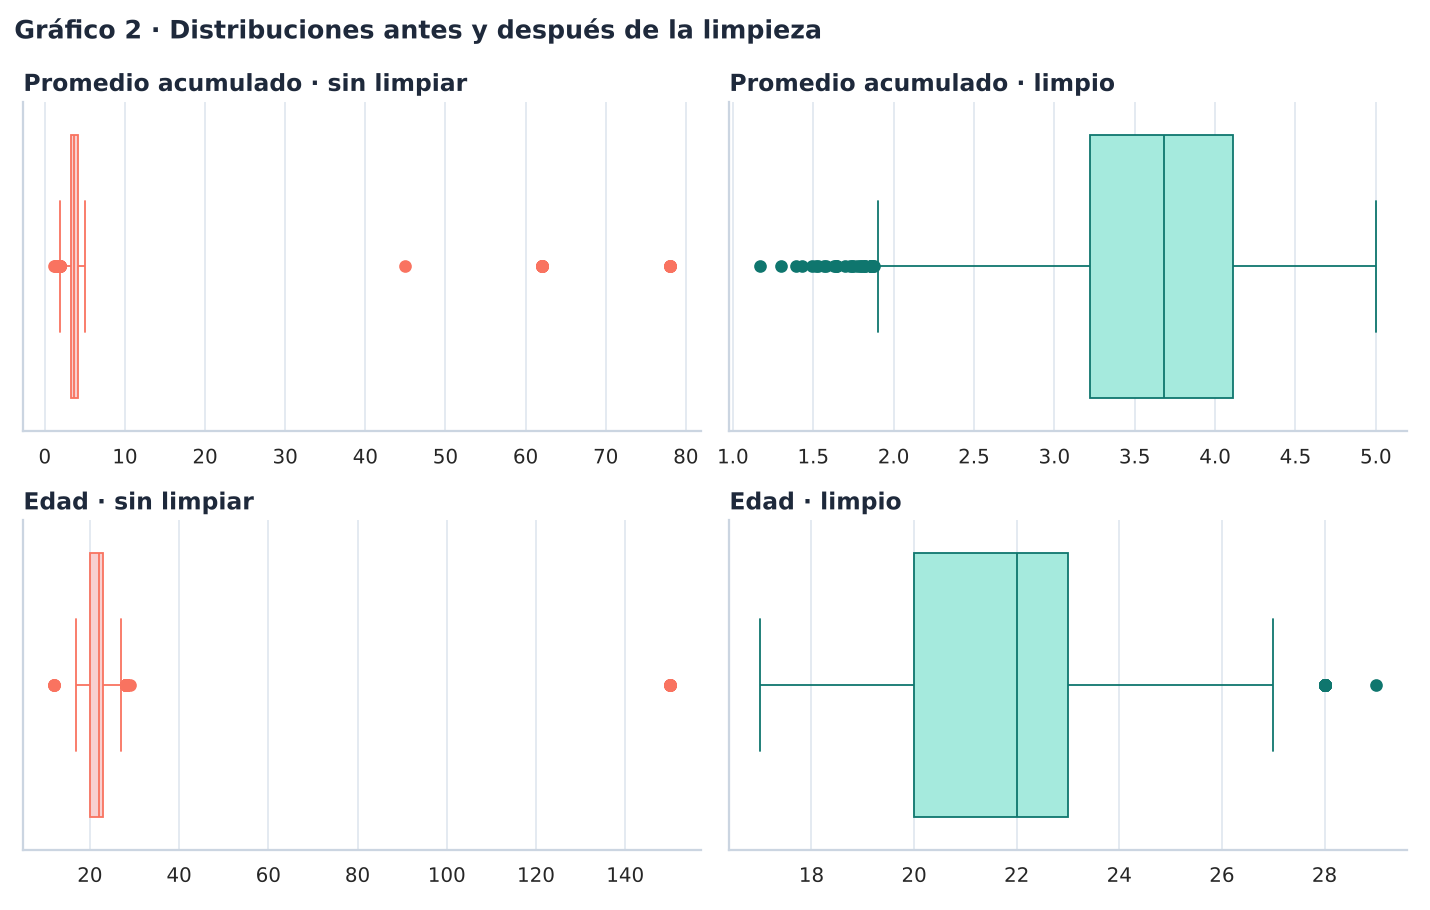 Gráfico 2 · Distribuciones antes y después de la limpieza
Promedio acumulado · sin limpiar
0 10 20 30 40 50 60 70 80
Promedio acumulado · limpio
1.0 1.5 2.0 2.5 3.0 3.5 4.0 4.5 5.0
Edad · sin limpiar
20 40 60 80 100 120 140
Edad · limpio
18 20 22 24 26 28